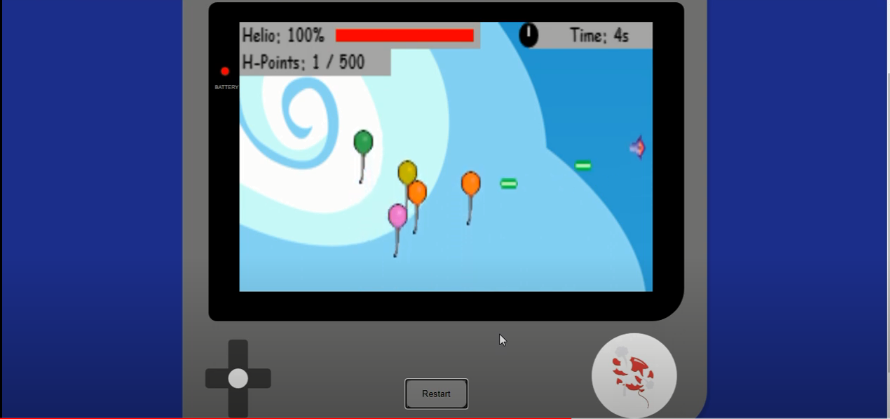 Helio: 100%
Time: 4s
H-Points: 1 / 500
BATTERY
Restart